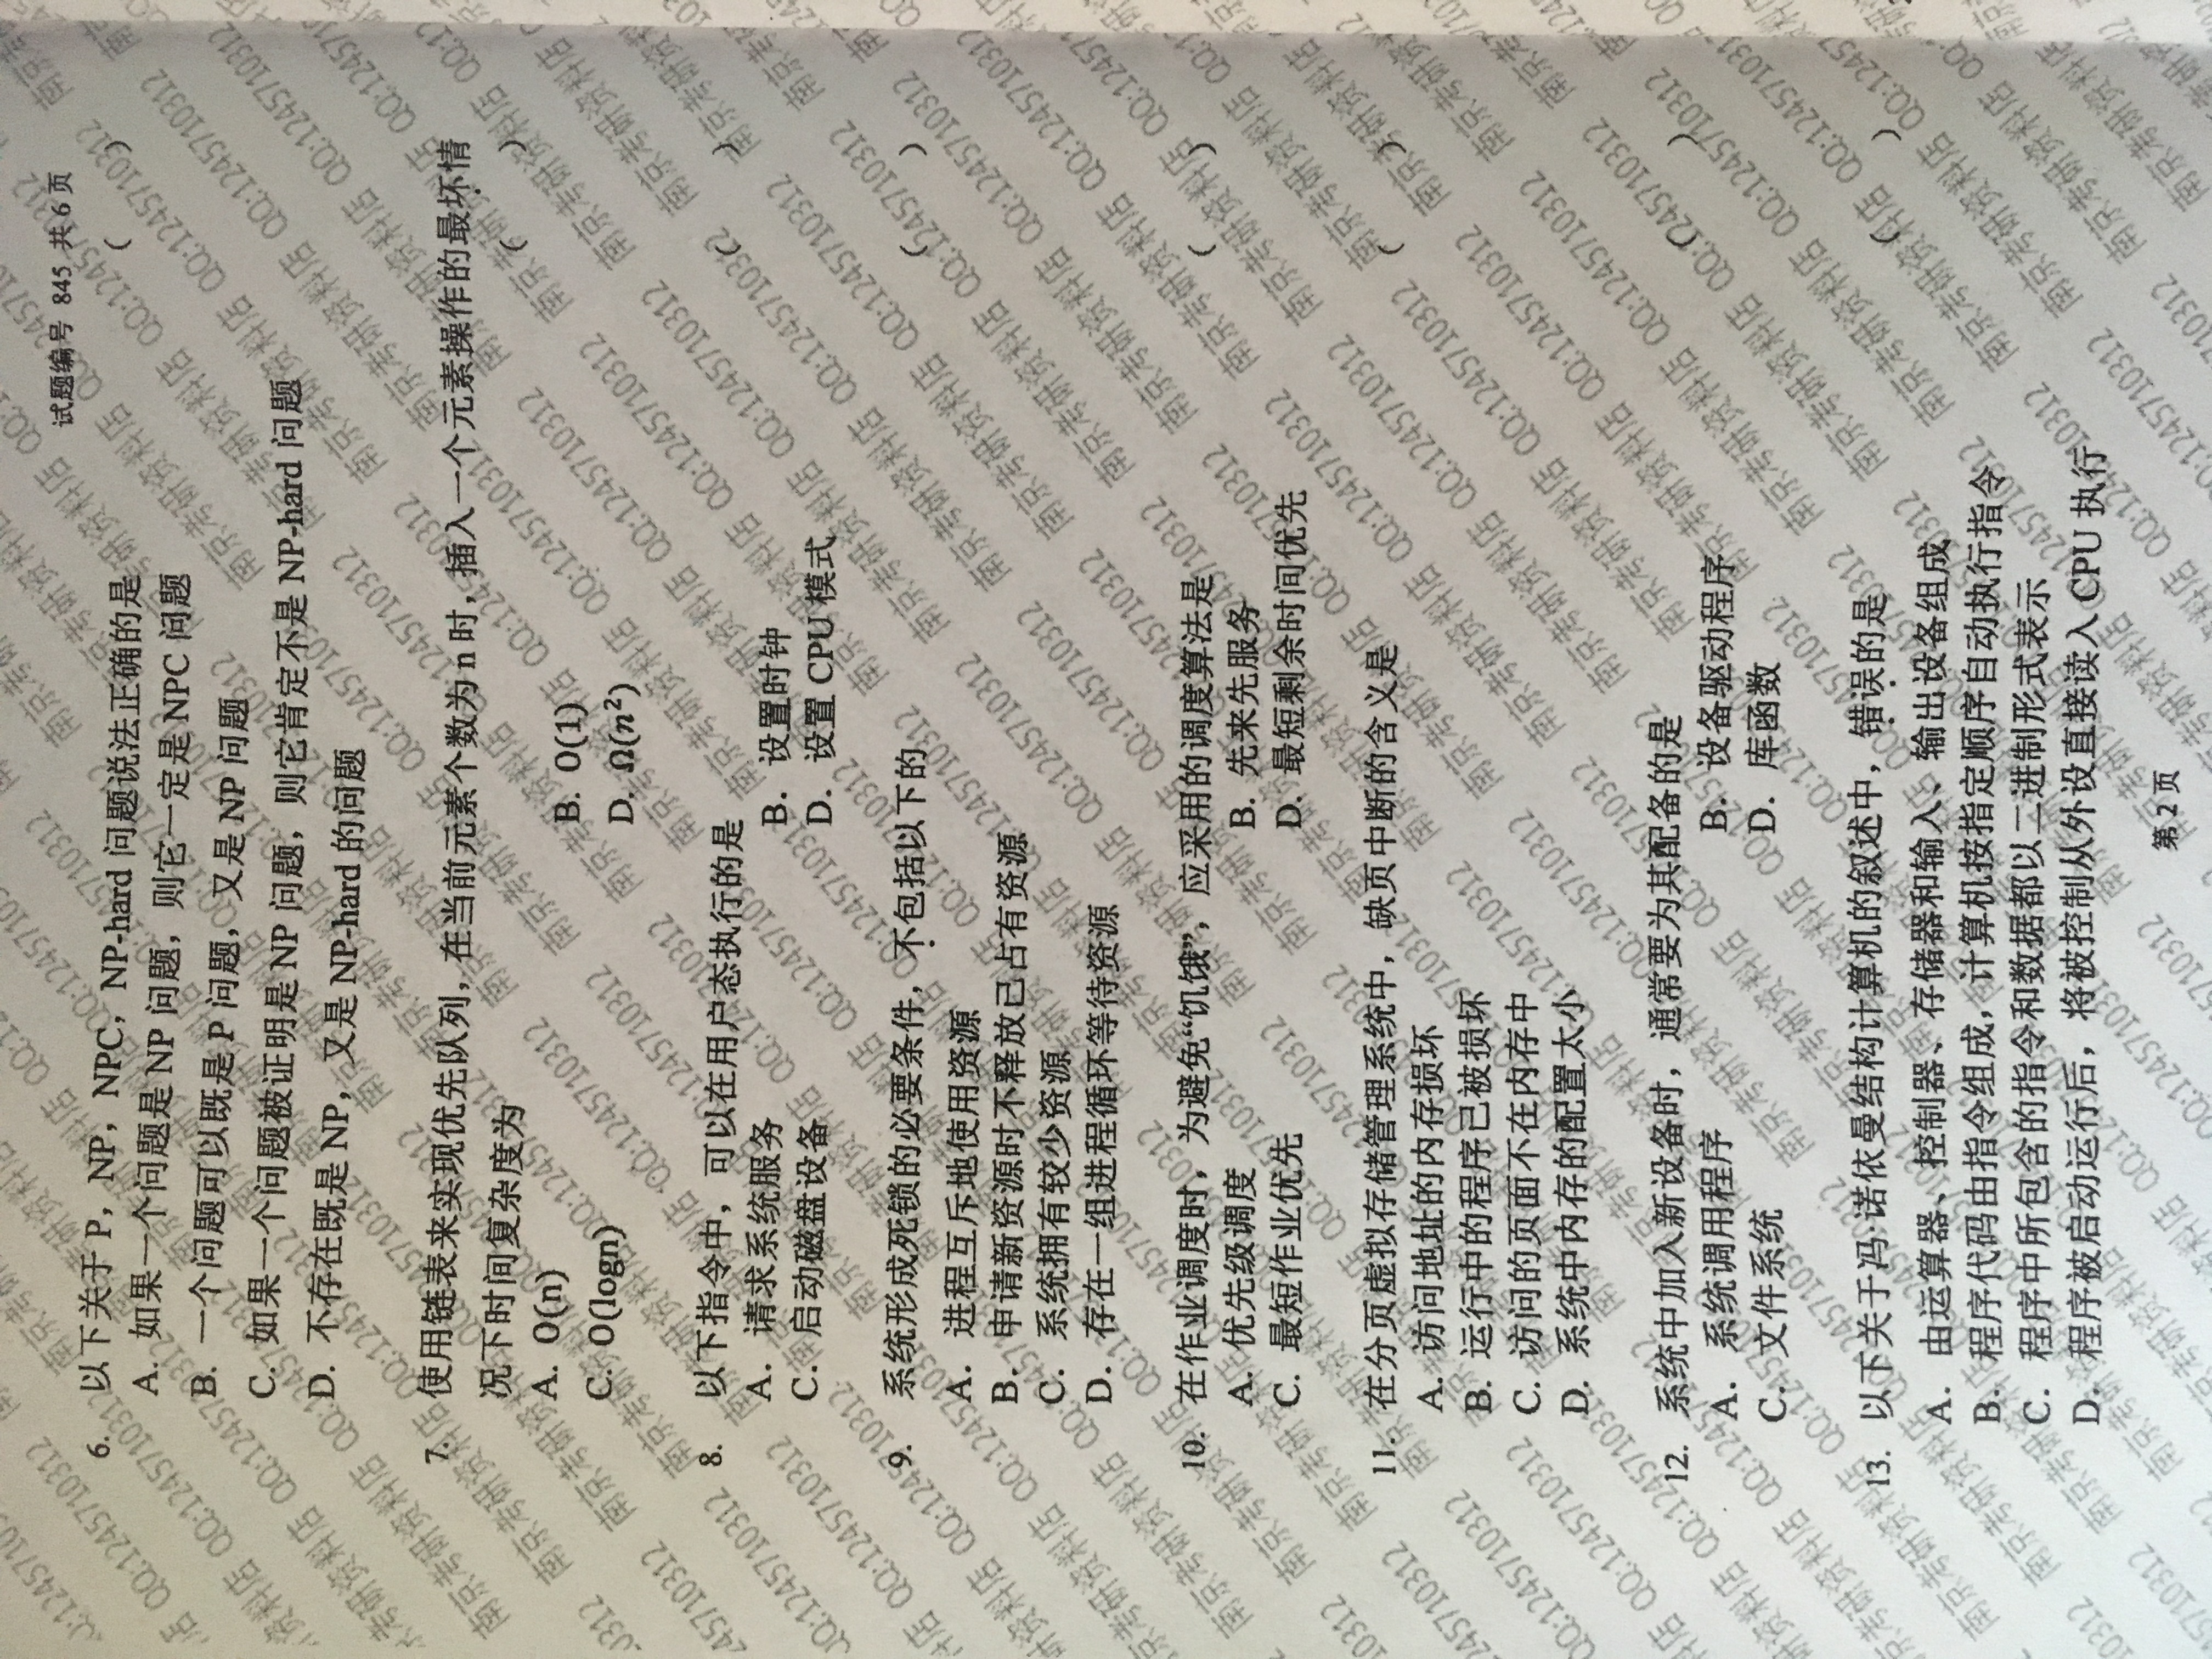 试题编号 845 共 6 页
6. 以下关于 P，NP，NPC，NP-hard 问题说法正确的是 （ ）
A. 如果一个问题是 NP 问题，则它一定是 NPC 问题
B. 一个问题可以既是 P 问题，又是 NP 问题
C. 如果一个问题被证明是 NP 问题，则它肯定不是 NP-hard 问题
D. 不存在既是 NP，又是 NP-hard 的问题
7. 使用链表来实现优先队列，在当前元素个数为 n 时，插入一个元素操作的最坏情
况下时间复杂度为 （ ）
A. O(n) B. O(1)
C. O(logn) D. Ω(n²)
8. 以下指令中，可以在用户态执行的是 （ ）
A. 请求系统服务 B. 设置时钟
C. 启动磁盘设备 D. 设置 CPU 模式
9. 系统形成死锁的必要条件，不包括以下的 （ ）
A. 进程互斥地使用资源
B. 申请新资源时不释放已占有资源
C. 系统拥有较少资源
D. 存在一组进程循环等待资源
10. 在作业调度时，为避免“饥饿”，应采用的调度算法是 （ ）
A. 优先级调度 B. 先来先服务
C. 最短作业优先 D. 最短剩余时间优先
11. 在分页虚拟存储管理系统中，缺页中断的含义是 （ ）
A. 访问地址的内存损坏
B. 运行中的程序已被损坏
C. 访问的页面不在内存中
D. 系统中内存的配置太小
12. 系统中加入新设备时，通常要为其配备的是 （ ）
A. 系统调用程序 B. 设备驱动程序
C. 文件系统 D. 库函数
13. 以下关于冯·诺依曼结构计算机的叙述中，错误的是 （ ）
A. 由运算器、控制器、存储器和输入、输出设备组成
B. 程序代码由指令组成，计算机按指定顺序自动执行指令
C. 程序中所包含的指令和数据都以二进制形式表示
D. 程序被启动运行后，将被控制从外设直接读入 CPU 执行
第 2 页
南京考研资料店 QQ:1245710312